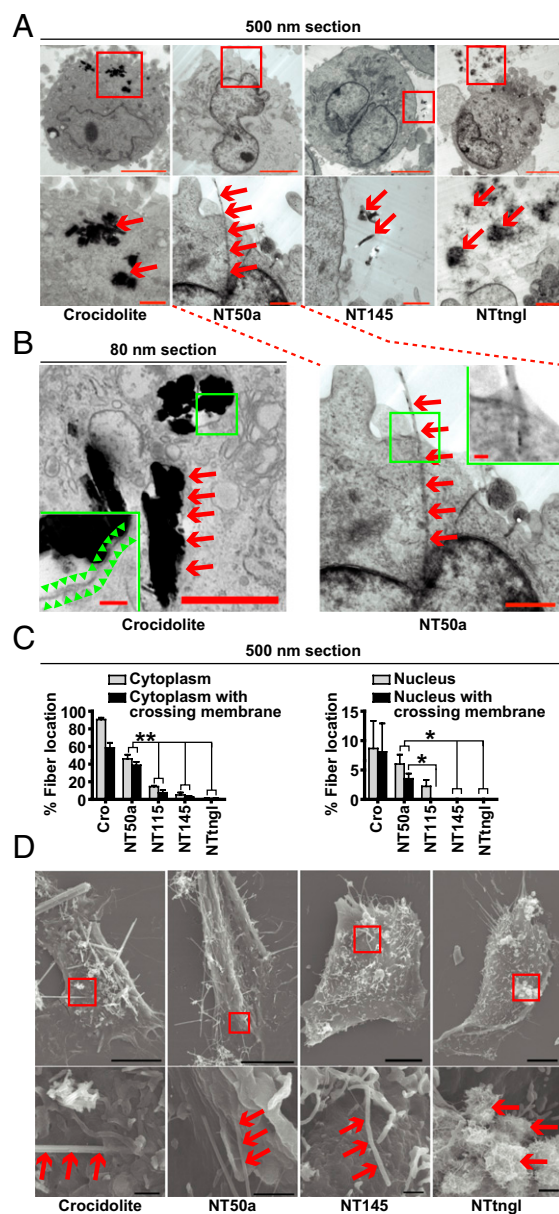 A
500 nm section
Crocidolite
NT50a
NT145
NTtngl
B
80 nm section
Crocidolite
NT50a
C
500 nm section
Cytoplasm
Cytoplasm with
crossing membrane
% Fiber location
100
80
60
40
20
0
**
Cro
NT50a
NT115
NT145
NTtngl
Nucleus
Nucleus with
crossing membrane
% Fiber location
15
10
5
0
*
*
Cro
NT50a
NT115
NT145
NTtngl
D
Crocidolite
NT50a
NT145
NTtngl